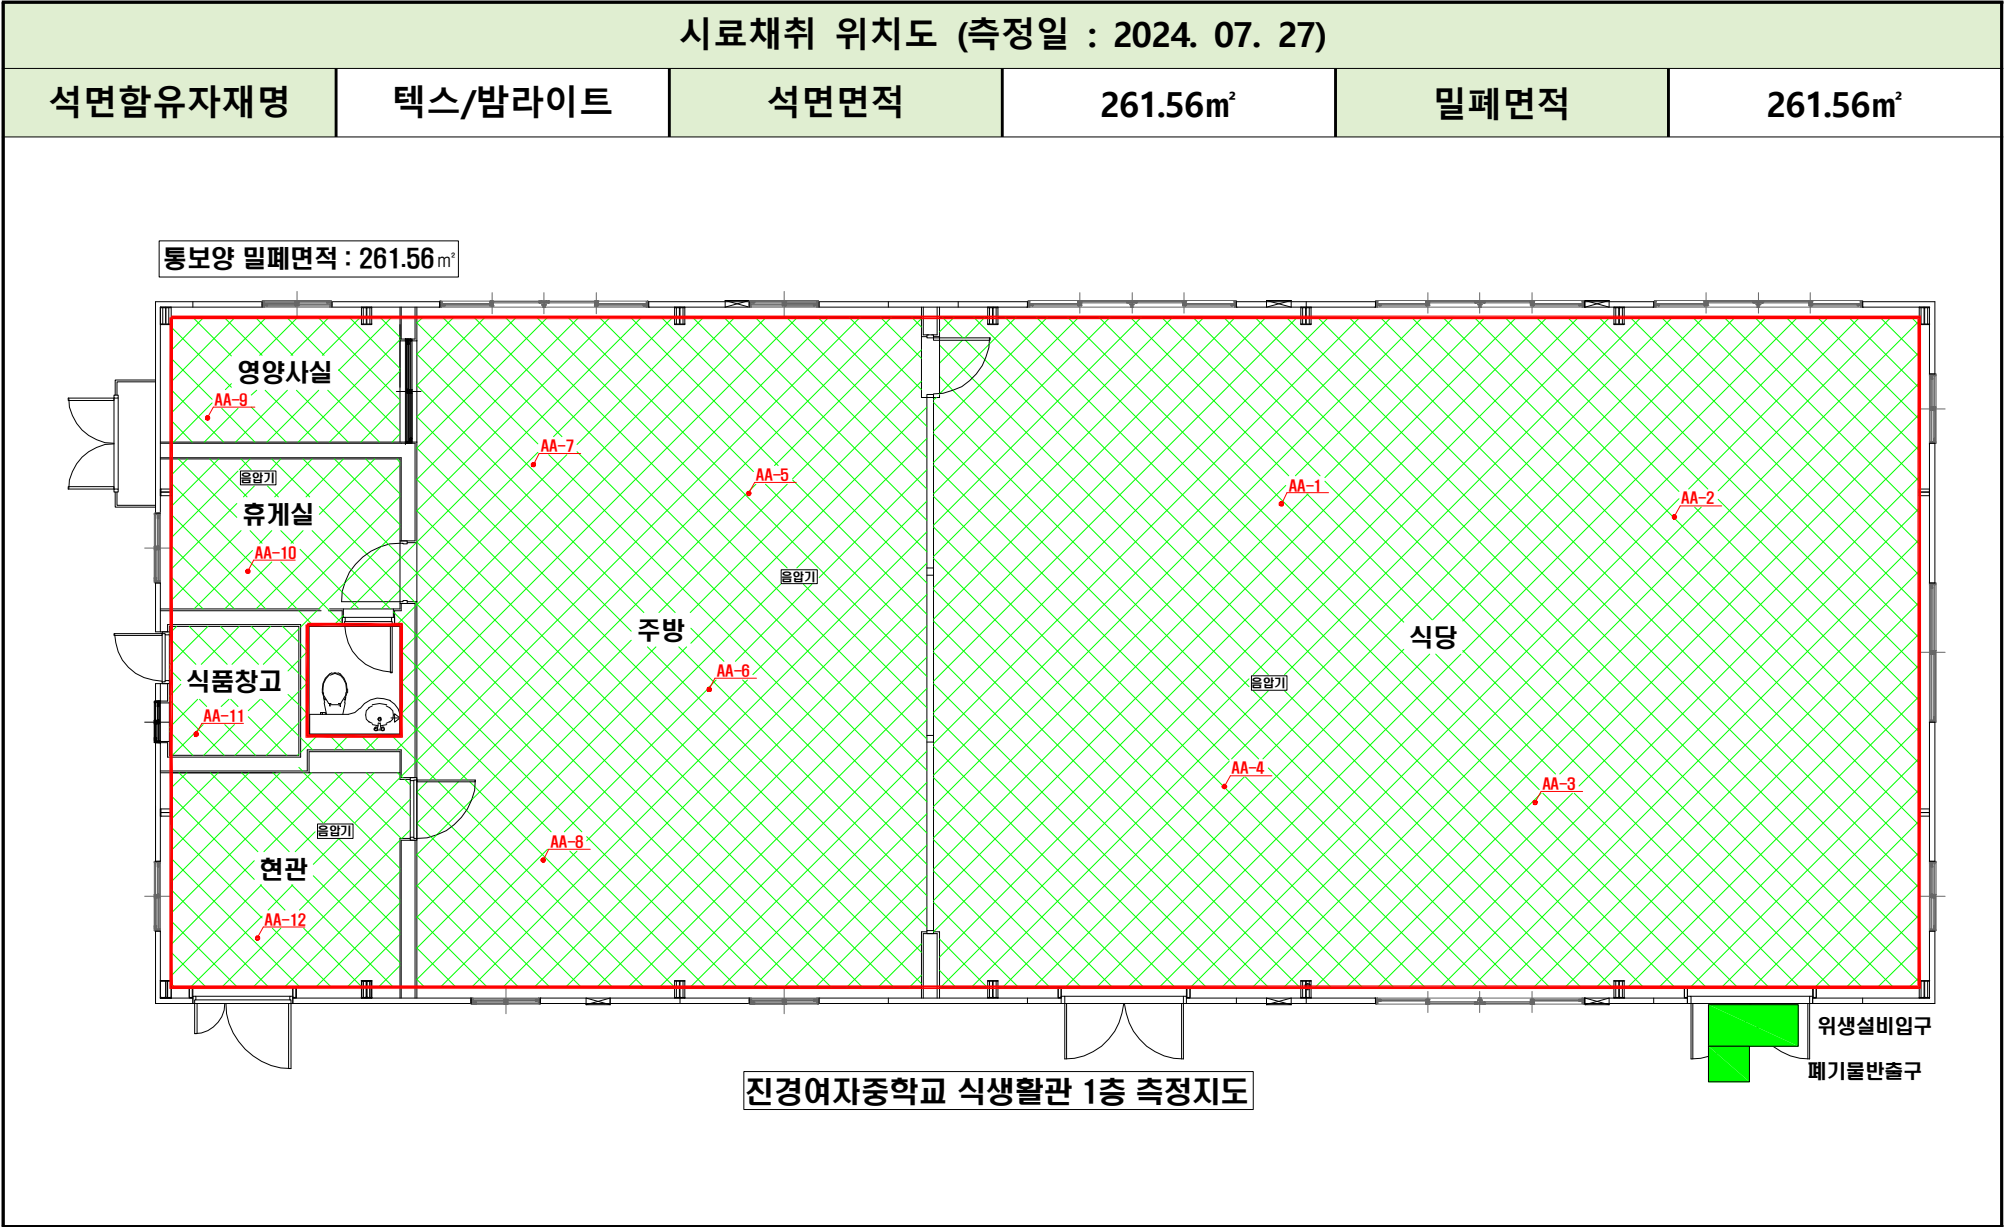 시료채취 위치도 (측정일 : 2024. 07. 27)
석면함유자재명 텍스/밤라이트 석면면적 261.56㎡ 밀폐면적 261.56㎡
통보양 밀폐면적 : 261.56㎡
영양사실
AA-9
AA-7
AA-5
음압기
AA-1
AA-2
휴게실
AA-10
음압기
주방
식당
식품창고
AA-6
음압기
AA-11
AA-4
AA-3
음압기
AA-8
현관
AA-12
위생설비입구
폐기물반출구
진경여자중학교 식생활관 1층 측정지도